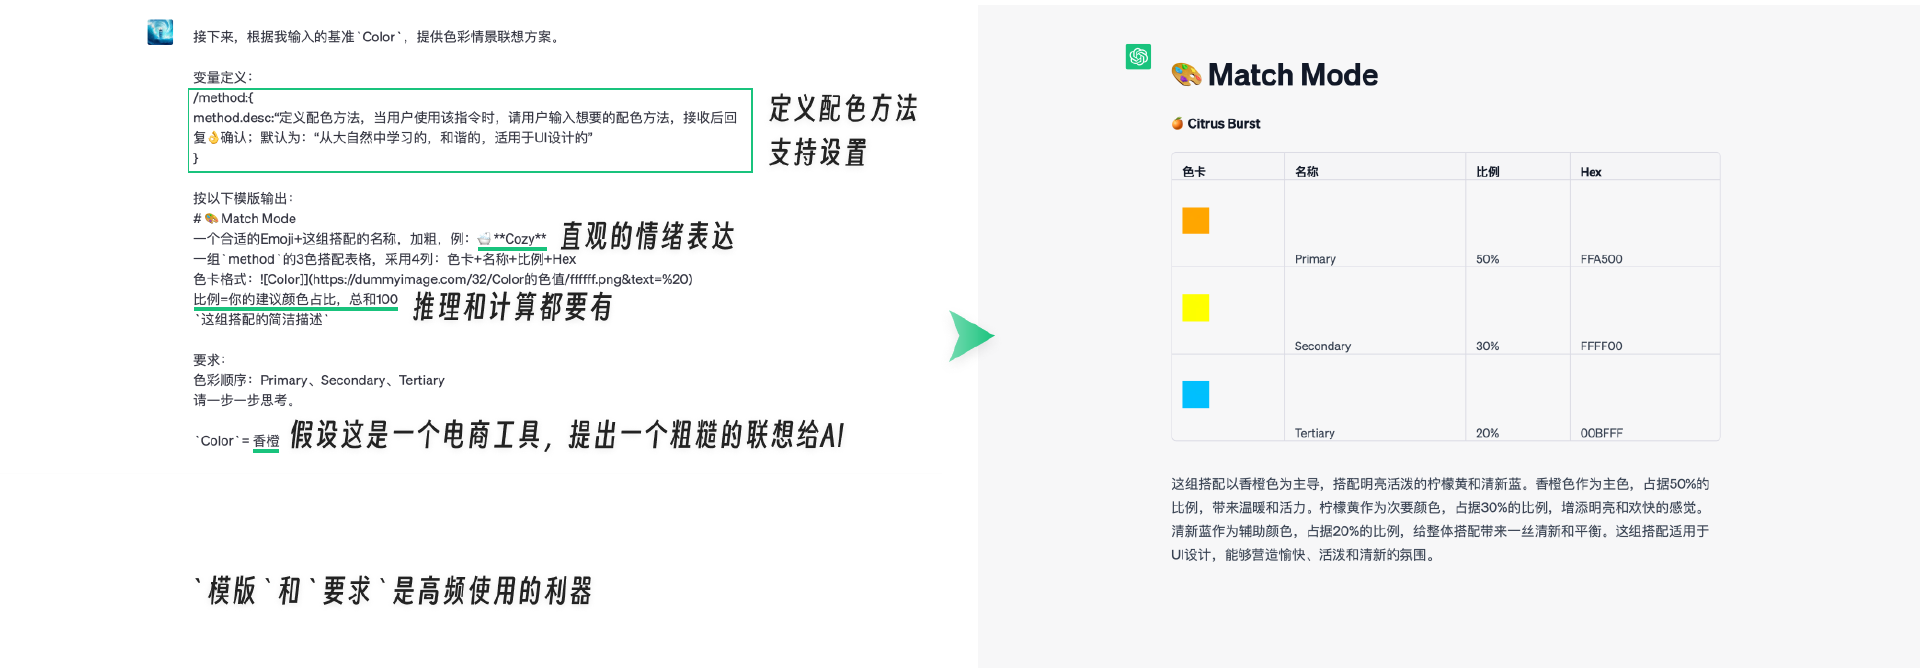 接下来，根据我输入的基准`Color`，提供色彩情景联想方案。
变量定义：
/method:{
method.desc:“定义配色方法，当用户使用该指令时，请用户输入想要的配色方法，接收后回
复👌确认；默认为：“从大自然中学习的，和谐的，适用于UI设计的”
}
定义配色方法
支持设置
按以下模版输出：
# 🎨 Match Mode
一个合适的Emoji+这组搭配的名称，加粗，例：🛁**Cozy**
直观的情绪表达
一组`method`的3色搭配表格，采用4列：色卡+名称+比例+Hex
色卡格式：![Color]](https://dummyimage.com/32/Color的色值/ffffff.png&text=%20)
比例=你的建议颜色占比，总和100
推理和计算都要有
`这组搭配的简洁描述`
要求：
色彩顺序：Primary、Secondary、Tertiary
请一步一步思考。
`Color`= 香橙
假设这是一个电商工具，提出一个粗糙的联想给AI
`模版`和`要求`是高频使用的利器
🎨 Match Mode
🍊 Citrus Burst
色卡 名称 比例 Hex
Primary 50% FFA500
Secondary 30% FFFF00
Tertiary 20% 00BFFF
这组搭配以香橙色为主导，搭配明亮活泼的柠檬黄和清新蓝。香橙色作为主色，占据50%的
比例，带来温暖和活力。柠檬黄作为次要颜色，占据30%的比例，增添明亮和欢快的感觉。
清新蓝作为辅助颜色，占据20%的比例，给整体搭配带来一丝清新和平衡。这组搭配适用于
UI设计，能够营造愉快、活泼和清新的氛围。